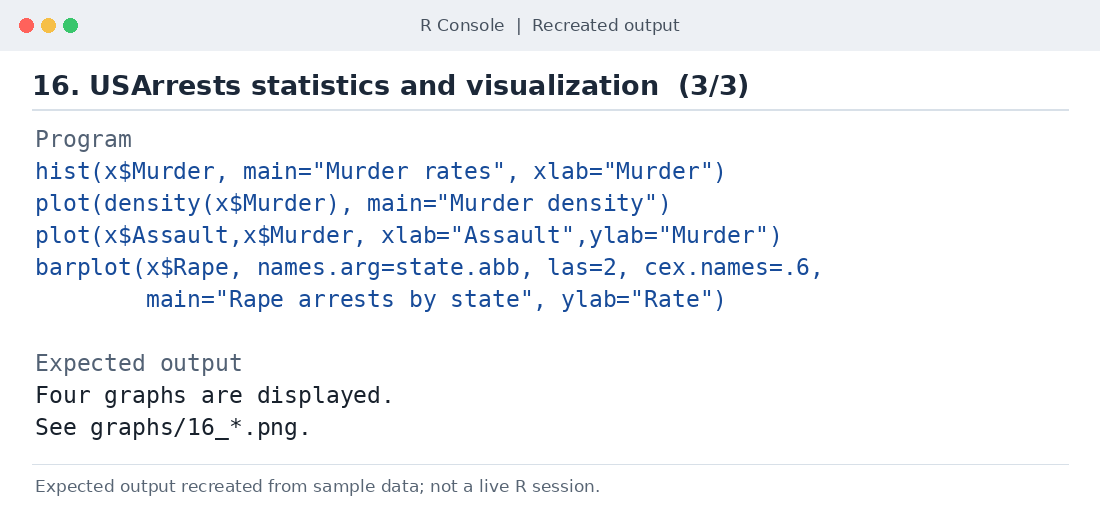 R Console | Recreated output
16. USArrests statistics and visualization (3/3)
Program
hist(x$Murder, main="Murder rates", xlab="Murder")
plot(density(x$Murder), main="Murder density")
plot(x$Assault,x$Murder, xlab="Assault",ylab="Murder")
barplot(x$Rape, names.arg=state.abb, las=2, cex.names=.6,
        main="Rape arrests by state", ylab="Rate")
Expected output
Four graphs are displayed.
See graphs/16_*.png.
Expected output recreated from sample data; not a live R session.